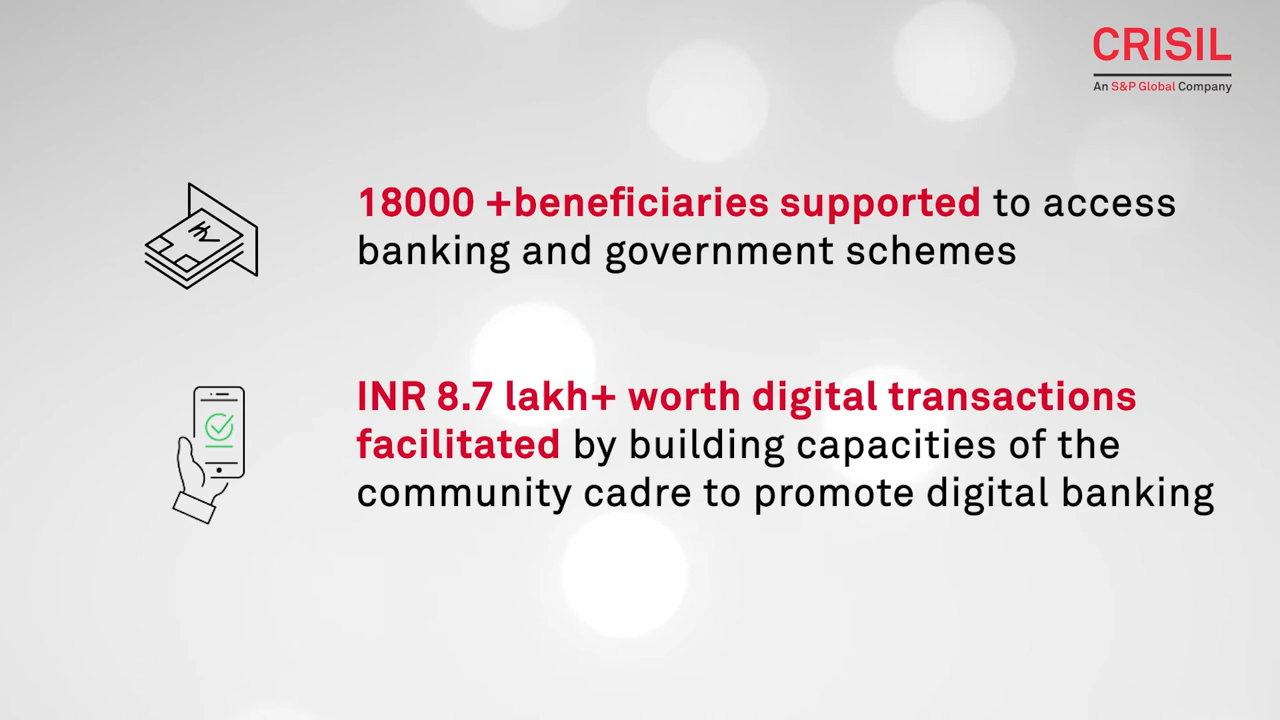 CRISIL
An S&P Global Company
18000 +beneficiaries supported to access
banking and government schemes
INR 8.7 lakh+ worth digital transactions
facilitated by building capacities of the
community cadre to promote digital banking